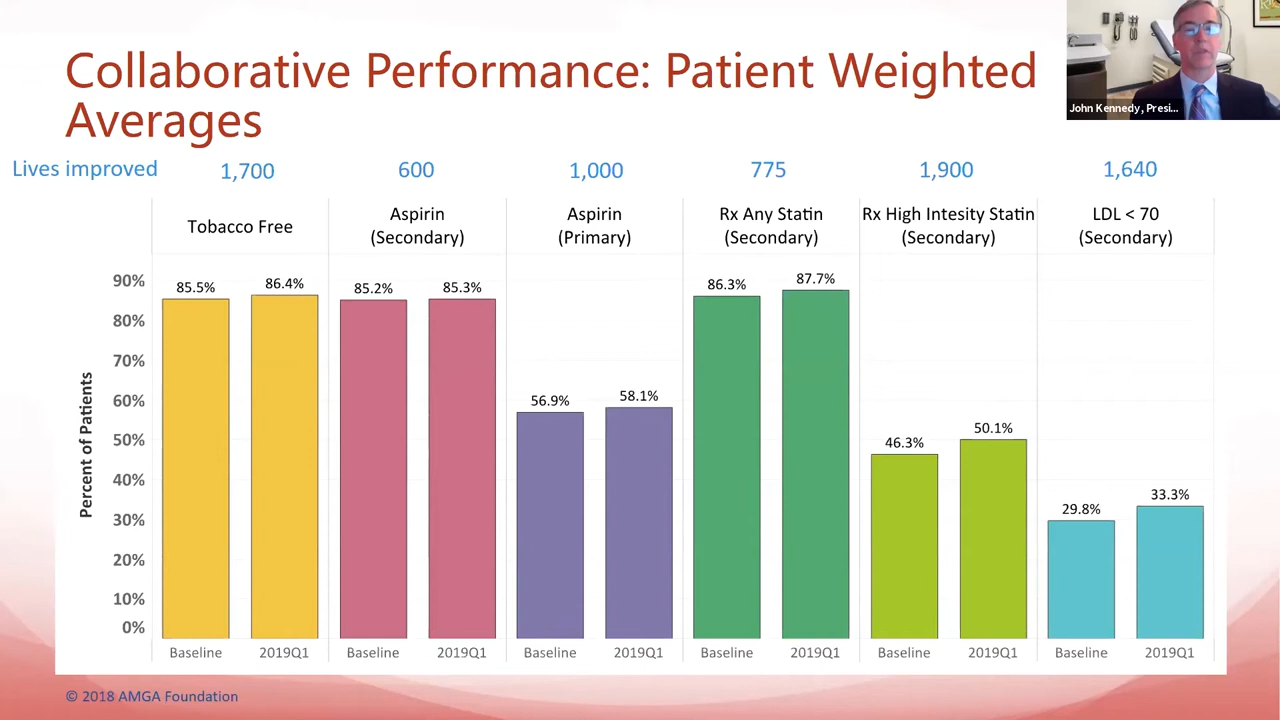 Collaborative Performance: Patient Weighted
Averages
John Kennedy, Presi...
Lives improved 1,700 600 1,000 775 1,900 1,640
Tobacco Free
Aspirin
(Secondary)
Aspirin
(Primary)
Rx Any Statin
(Secondary)
Rx High Intesity Statin
(Secondary)
LDL < 70
(Secondary)
Percent of Patients
90%
80%
70%
60%
50%
40%
30%
20%
10%
0%
85.5% 86.4%
85.2% 85.3%
56.9% 58.1%
86.3% 87.7%
46.3% 50.1%
29.8% 33.3%
Baseline 2019Q1 Baseline 2019Q1 Baseline 2019Q1 Baseline 2019Q1 Baseline 2019Q1 Baseline 2019Q1
© 2018 AMGA Foundation